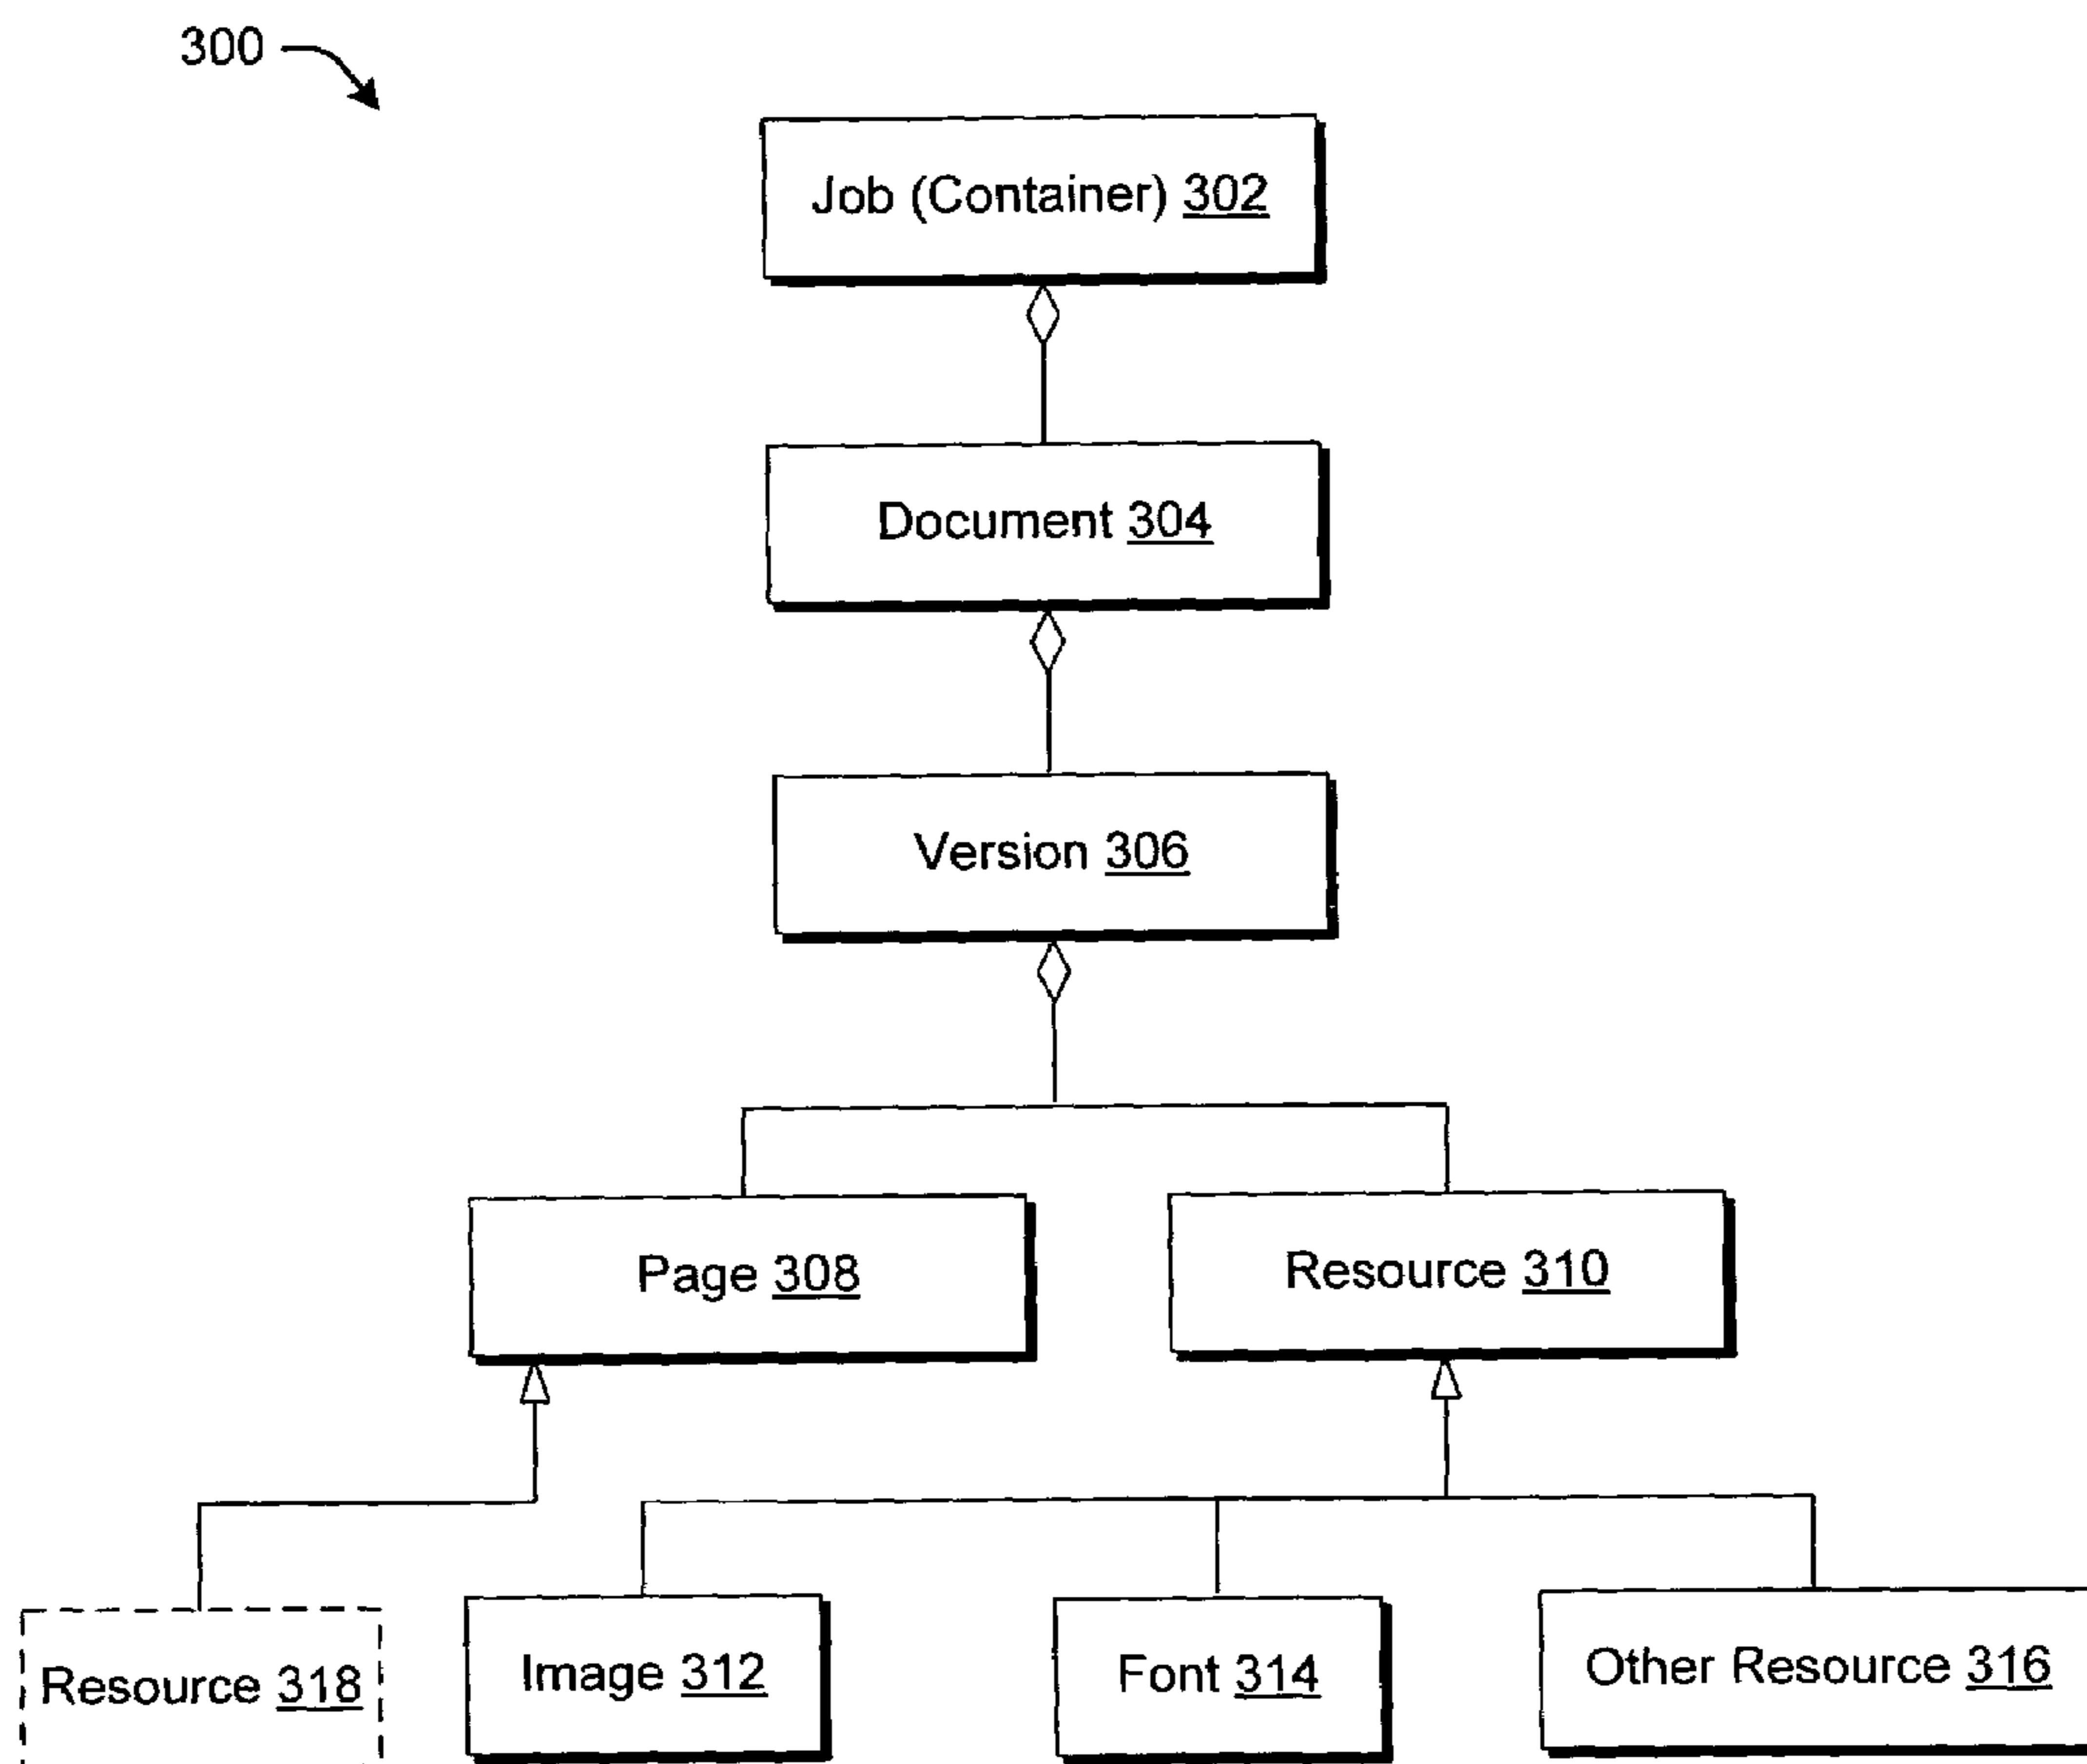 300
Job (Container) 302
Document 304
Version 306
Page 308
Resource 310
Resource 318
Image 312
Font 314
Other Resource 316